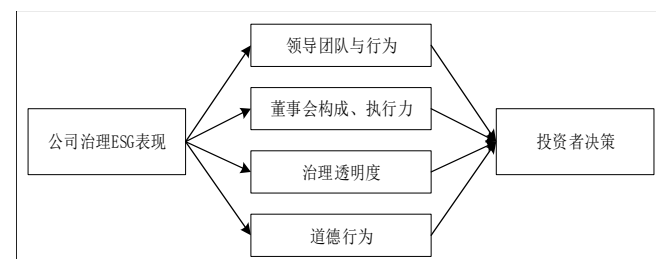 领导团队与行为
董事会构成、执行力
公司治理ESG表现
投资者决策
治理透明度
道德行为